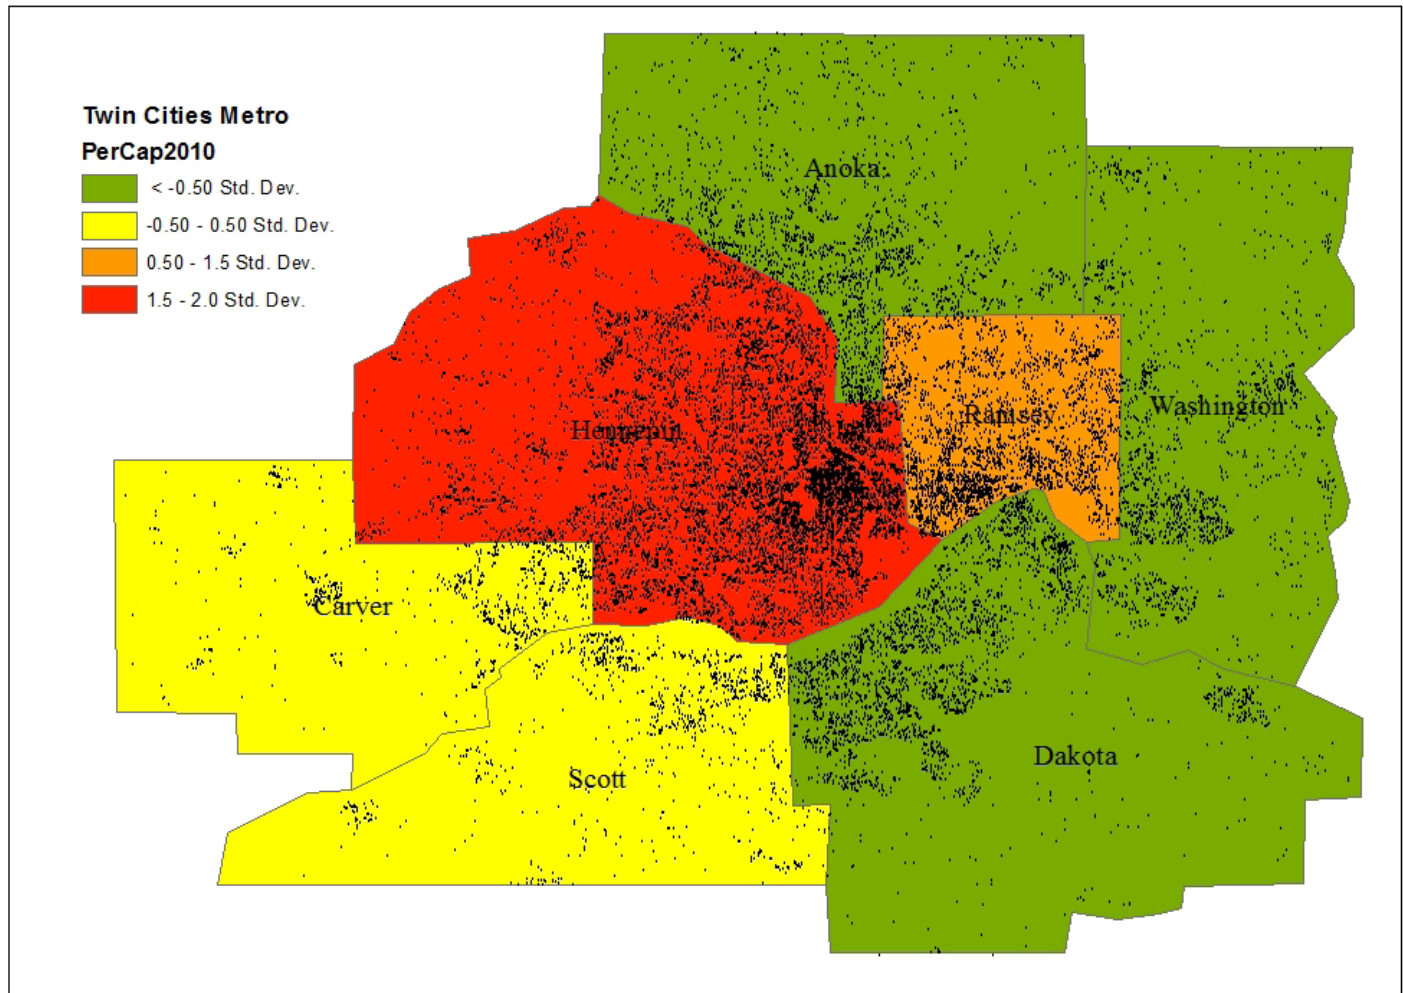 Twin Cities Metro
PerCap2010
< -0.50 Std. Dev.
-0.50 - 0.50 Std. Dev.
0.50 - 1.5 Std. Dev.
1.5 - 2.0 Std. Dev.
Anoka
Hennepin
Ramsey
Washington
Carver
Scott
Dakota